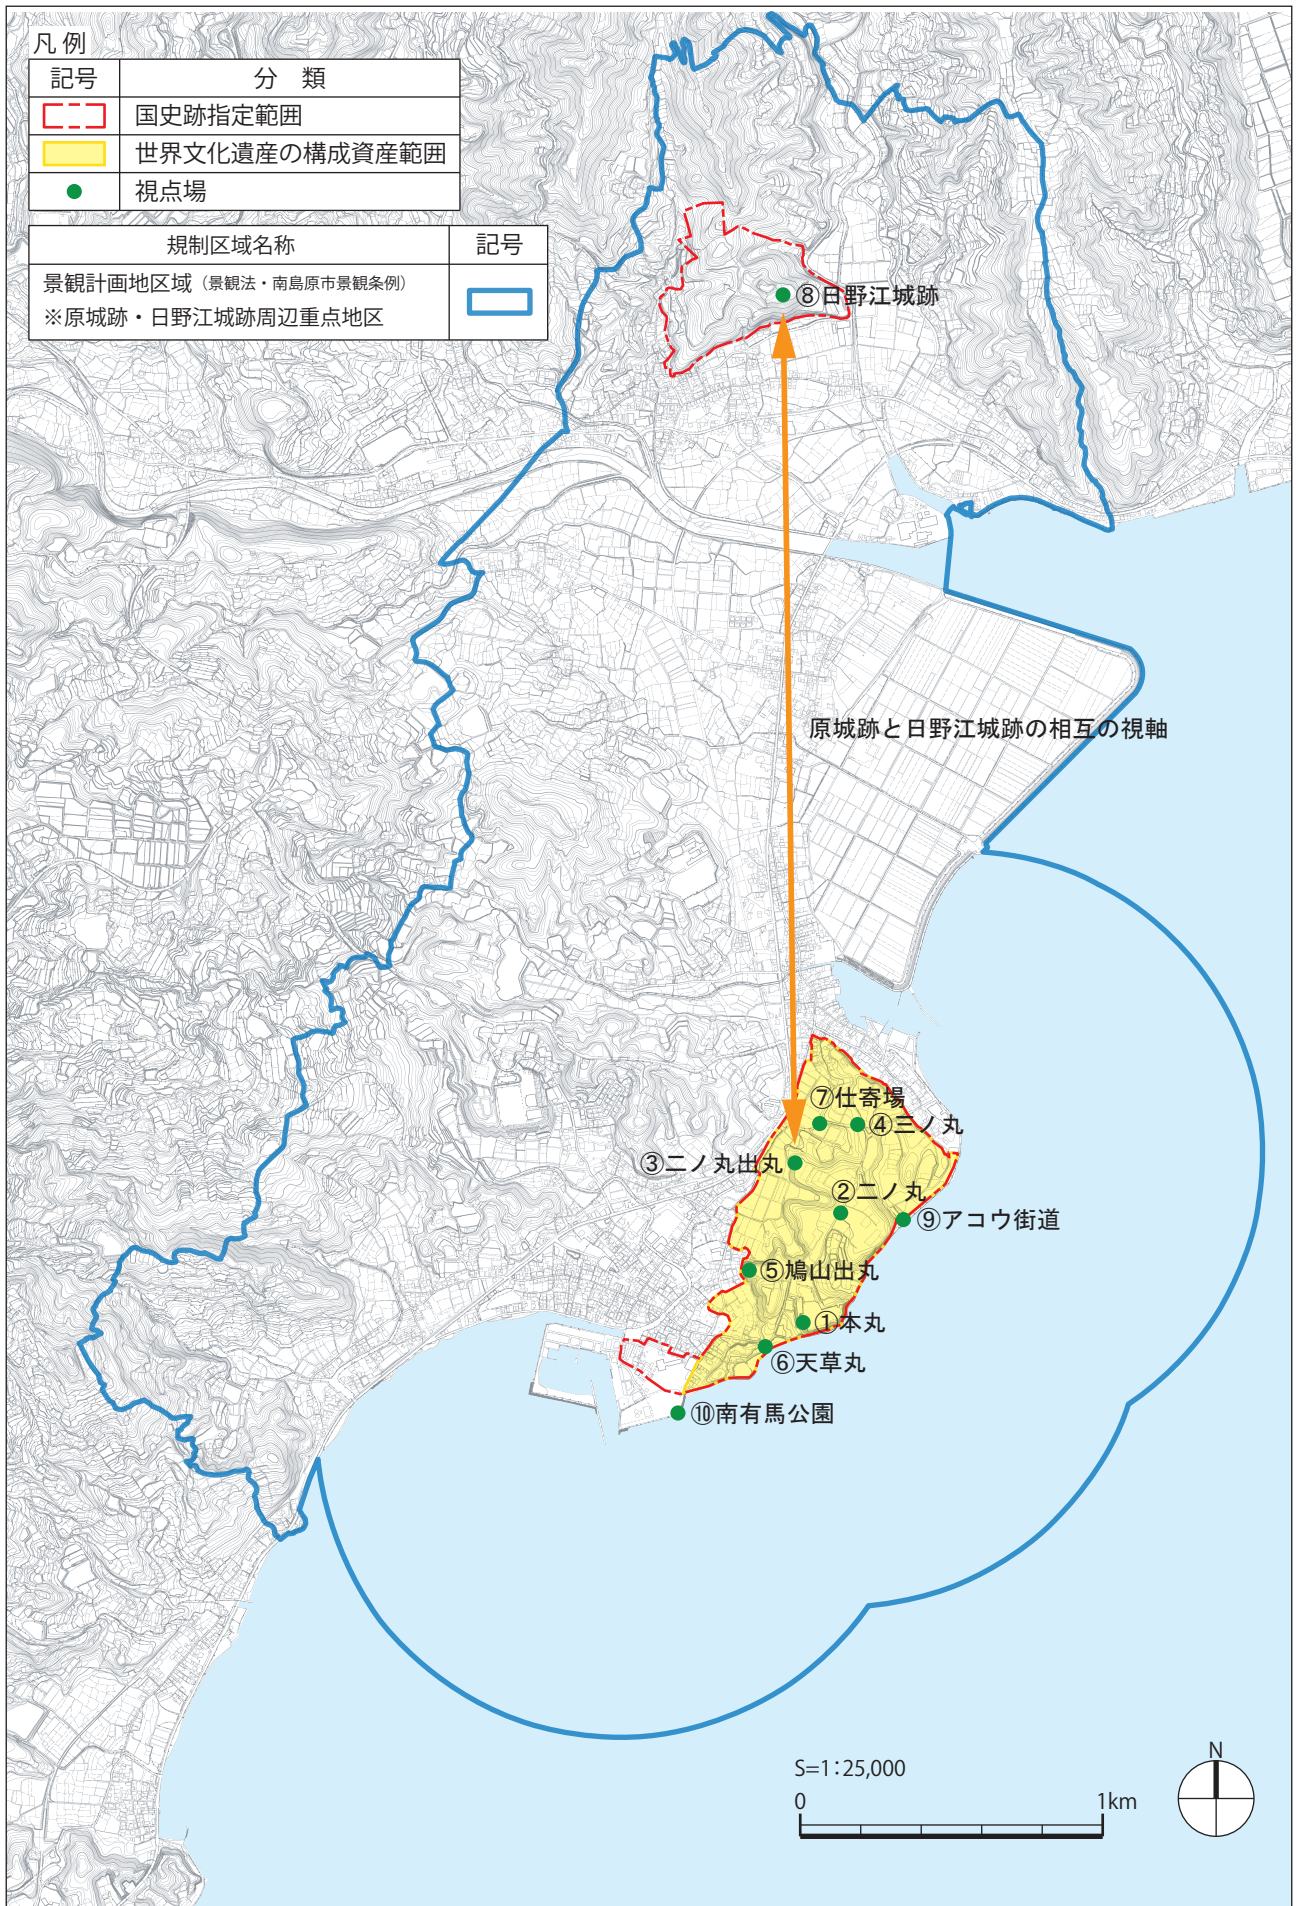 凡 例
記号 分 類
国史跡指定範囲
世界文化遺産の構成資産範囲
視点場
規制区域名称 記号
景観計画地区域（景観法・南島原市景観条例）
※原城跡・日野江城跡周辺重点地区
⑧日野江城跡
原城跡と日野江城跡の相互の視軸
⑦仕寄場
④三ノ丸
③二ノ丸出丸
②二ノ丸
⑨アコウ街道
⑤鳩山出丸
①本丸
⑥天草丸
⑩南有馬公園
S=1:25,000
0 1km
N